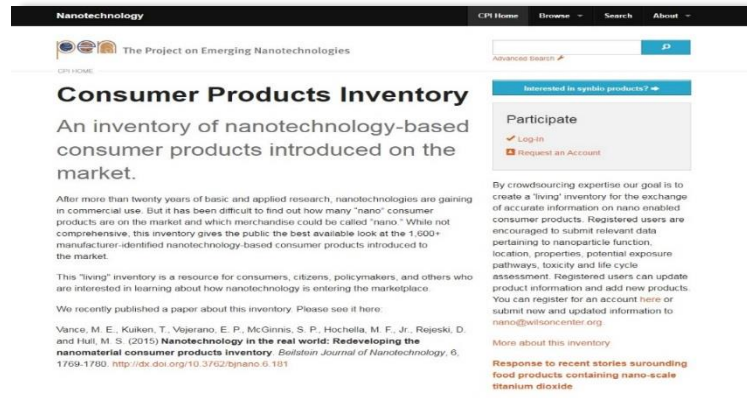 Nanotechnology
CPI Home Browse Search About
pen The Project on Emerging Nanotechnologies
Advanced Search
CPI HOME
Consumer Products Inventory
An inventory of nanotechnology-based
consumer products introduced on the
market.
After more than twenty years of basic and applied research, nanotechnologies are gaining
in commercial use. But it has been difficult to find out how many "nano" consumer
products are on the market and which merchandise could be called "nano." While not
comprehensive, this inventory gives the public the best available look at the 1,600+
manufacturer-identified nanotechnology-based consumer products introduced to
the market.
This "living" inventory is a resource for consumers, citizens, policymakers, and others who
are interested in learning about how nanotechnology is entering the marketplace.
We recently published a paper about this inventory. Please see it here:
Vance, M. E., Kuiken, T., Vejerano, E. P., McGinnis, S. P., Hochella, M. F., Jr., Rejeski, D.
and Hull, M. S. (2015) Nanotechnology in the real world: Redeveloping the
nanomaterial consumer products inventory. Beilstein Journal of Nanotechnology, 6,
1769-1780. http://dx.doi.org/10.3762/bjnano.6.181
Interested in synbio products?
Participate
Log-In
Request an Account
By crowdsourcing expertise our goal is to
create a 'living' inventory for the exchange
of accurate information on nano enabled
consumer products. Registered users are
encouraged to submit relevant data
pertaining to nanoparticle function,
location, properties, potential exposure
pathways, toxicity and life cycle
assessment. Registered users can update
product information and add new products.
You can register for an account here or
submit new and updated information to
nano@wilsoncenter.org.
More about this inventory
Response to recent stories surounding
food products containing nano-scale
titanium dioxide